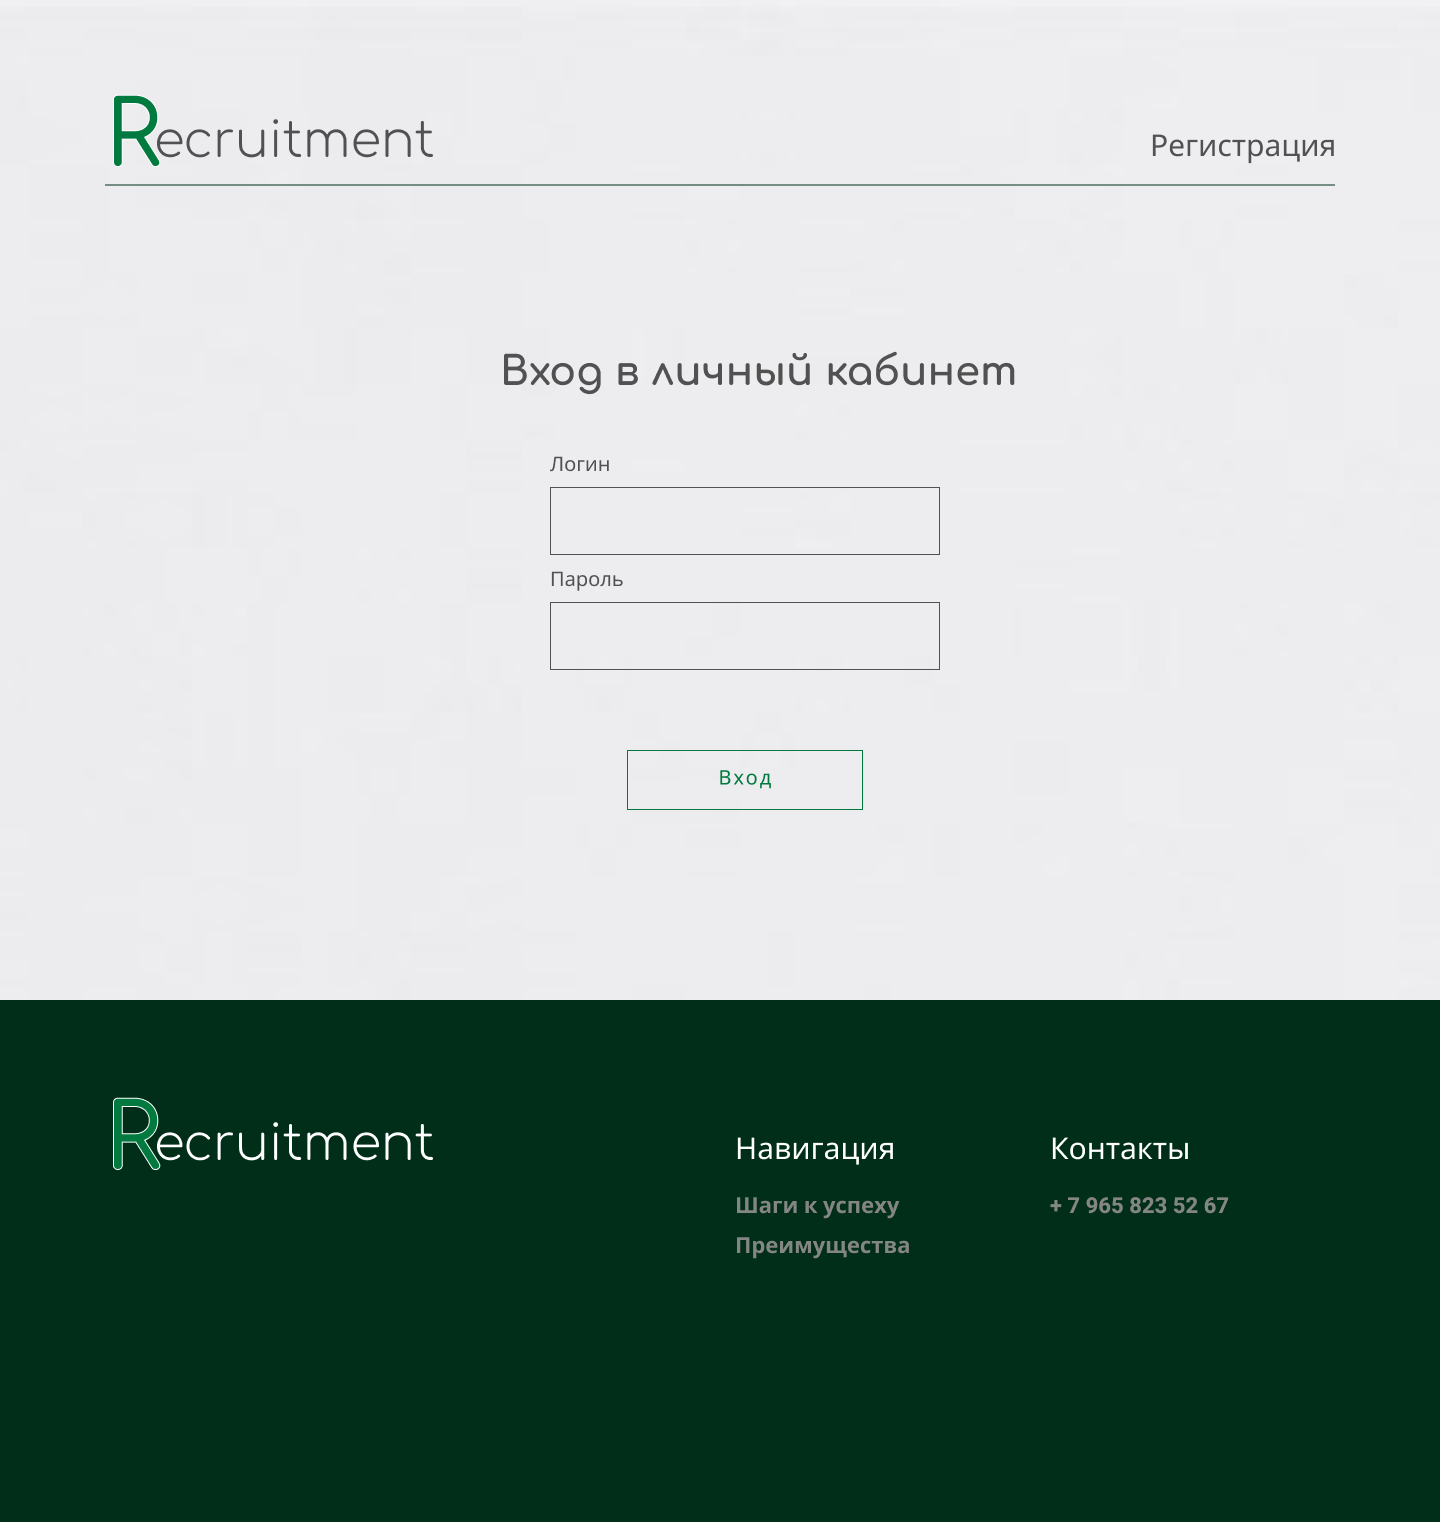 Recruitment
Регистрация
Вход в личный кабинет
Логин
Пароль
Вход
Recruitment
Навигация
Контакты
Шаги к успеху
+ 7 965 823 52 67
Преимущества